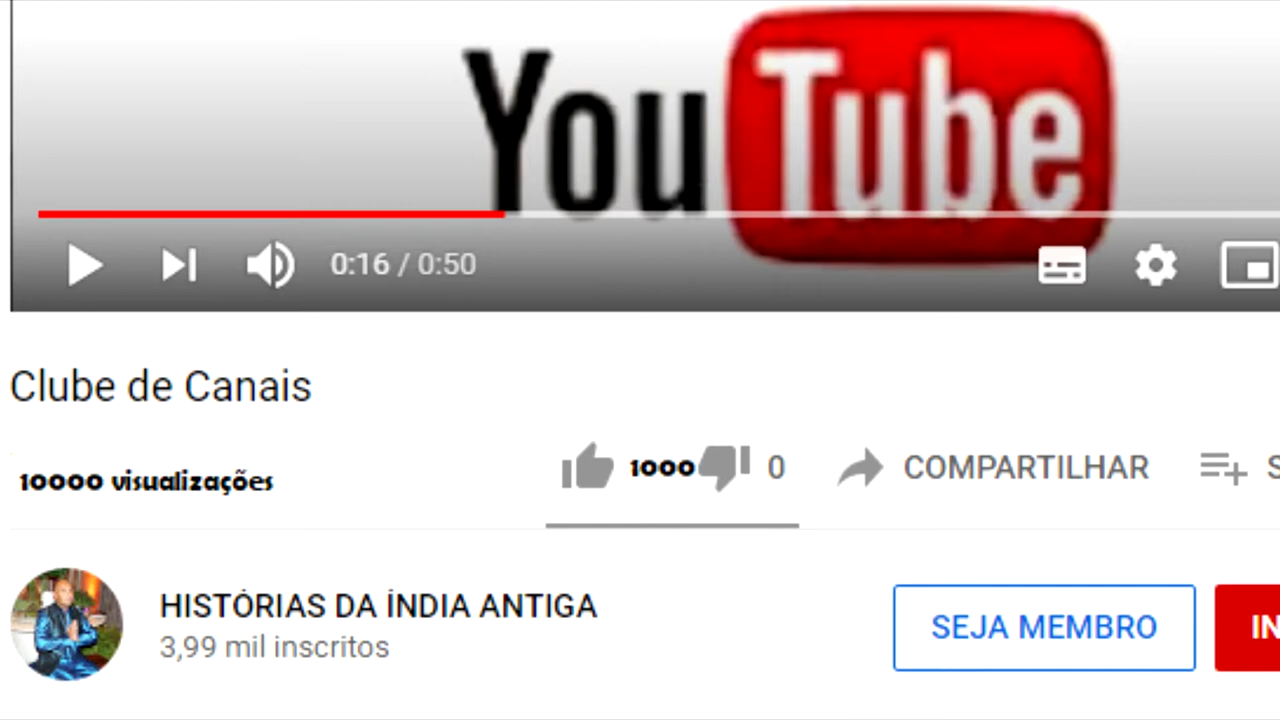 YouTube
0:16 / 0:50
Clube de Canais
10000 visualizações
1000 0 COMPARTILHAR S
HISTÓRIAS DA ÍNDIA ANTIGA
3,99 mil inscritos
SEJA MEMBRO IN